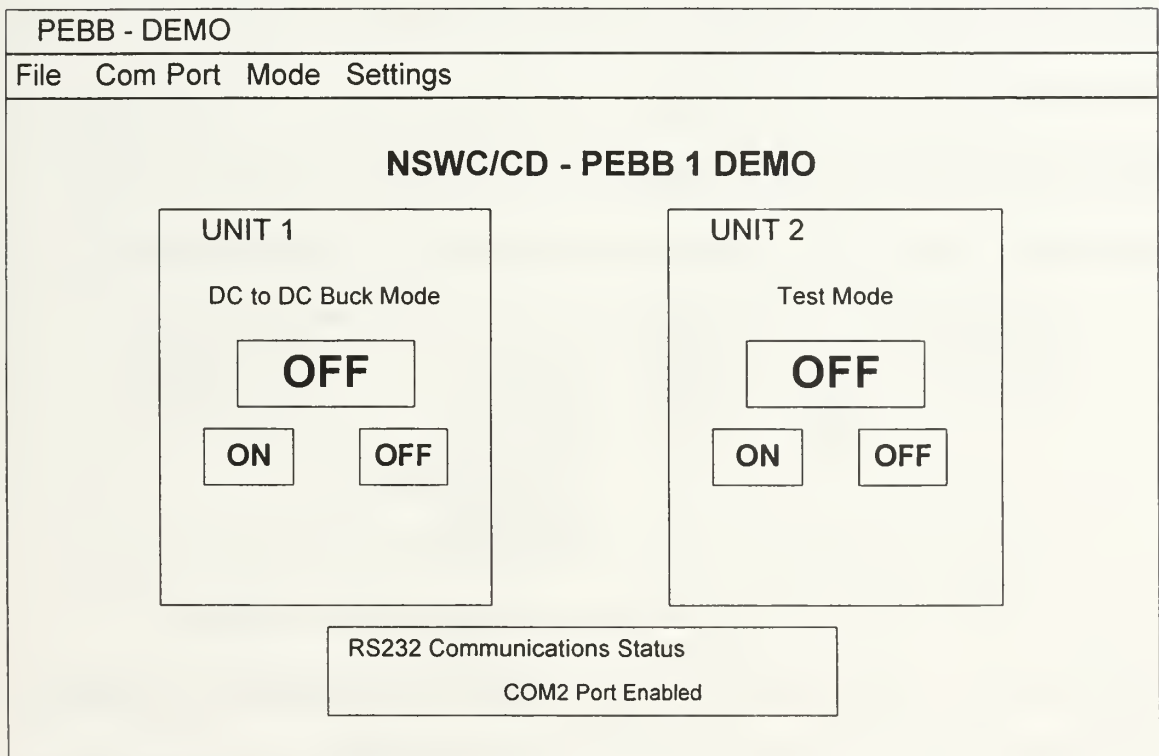 PEBB - DEMO
File Com Port Mode Settings
NSWC/CD - PEBB 1 DEMO
UNIT 1
DC to DC Buck Mode
OFF
ON OFF
UNIT 2
Test Mode
OFF
ON OFF
RS232 Communications Status
COM2 Port Enabled